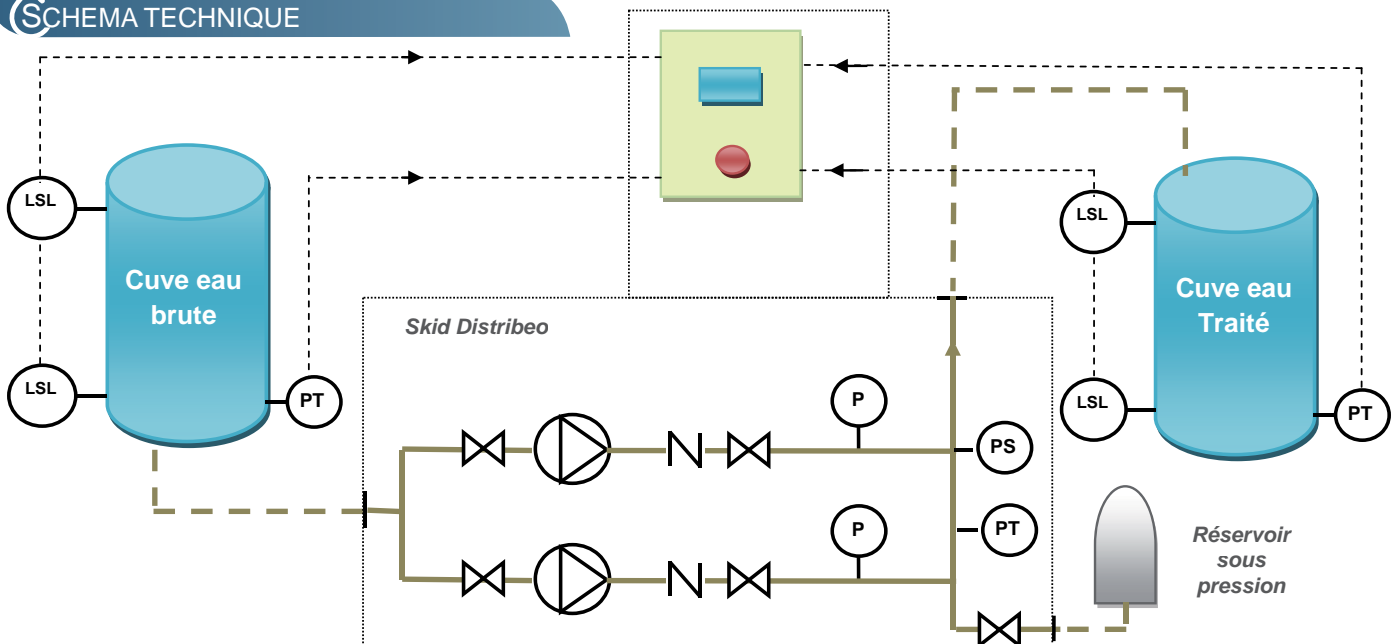 SCHEMA TECHNIQUE
LSL
Cuve eau
brute
LSL
PT
Skid Distribeo
P
PS
P
PT
LSL
Cuve eau
Traité
LSL
PT
Réservoir
sous
pression